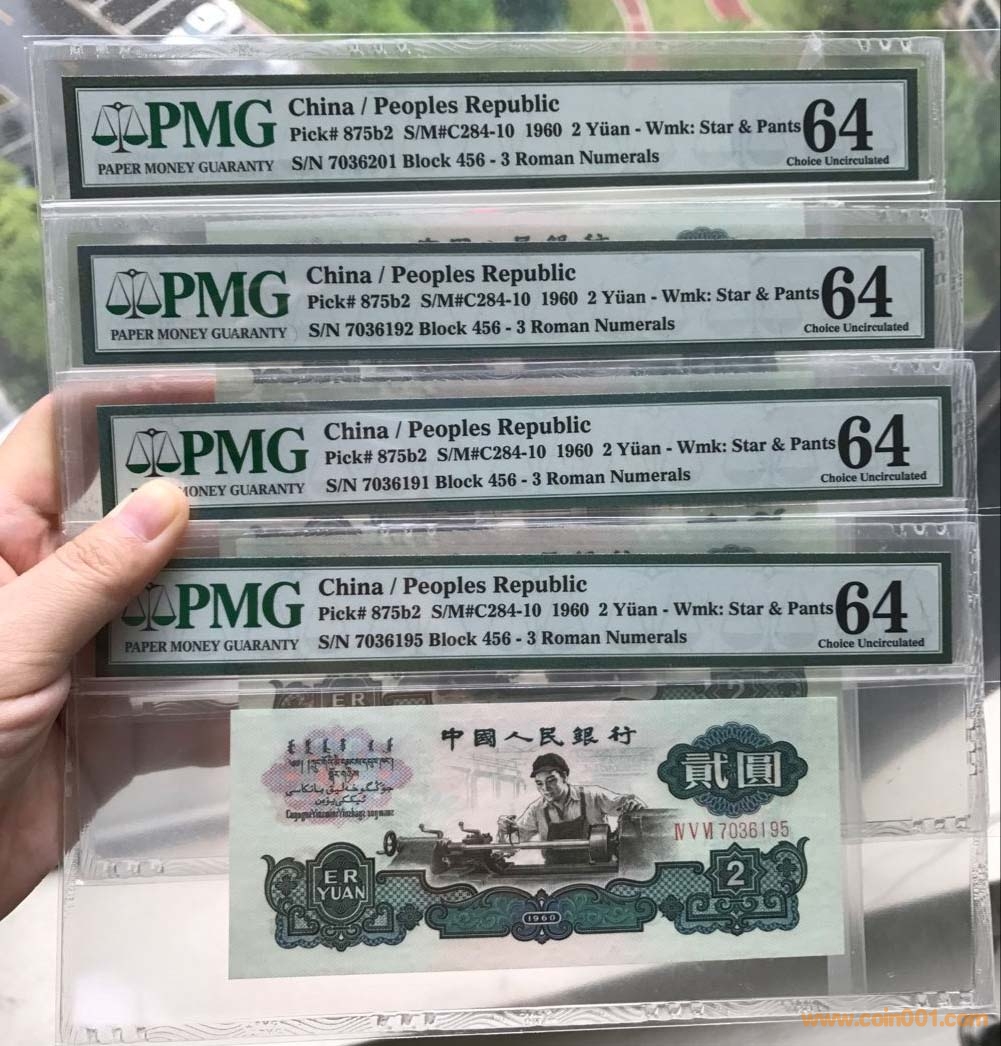 PMG
PAPER MONEY GUARANTY
China / Peoples Republic
Pick# 875b2 S/M#C284-10 1960 2 Yüan - Wmk: Star & Pants
S/N 7036201 Block 456 - 3 Roman Numerals
64
Choice Uncirculated
PMG
PAPER MONEY GUARANTY
China / Peoples Republic
Pick# 875b2 S/M#C284-10 1960 2 Yüan - Wmk: Star & Pants
S/N 7036192 Block 456 - 3 Roman Numerals
64
Choice Uncirculated
PMG
MONEY GUARANTY
China / Peoples Republic
Pick# 875b2 S/M#C284-10 1960 2 Yüan - Wmk: Star & Pants
S/N 7036191 Block 456 - 3 Roman Numerals
64
Choice Uncirculated
PMG
PAPER MONEY GUARANTY
China / Peoples Republic
Pick# 875b2 S/M#C284-10 1960 2 Yüan - Wmk: Star & Pants
S/N 7036195 Block 456 - 3 Roman Numerals
64
Choice Uncirculated
ER
2
中國人民銀行
貳圓
IV V VI 7036195
ER
YUAN
2
1960
www.coin001.com